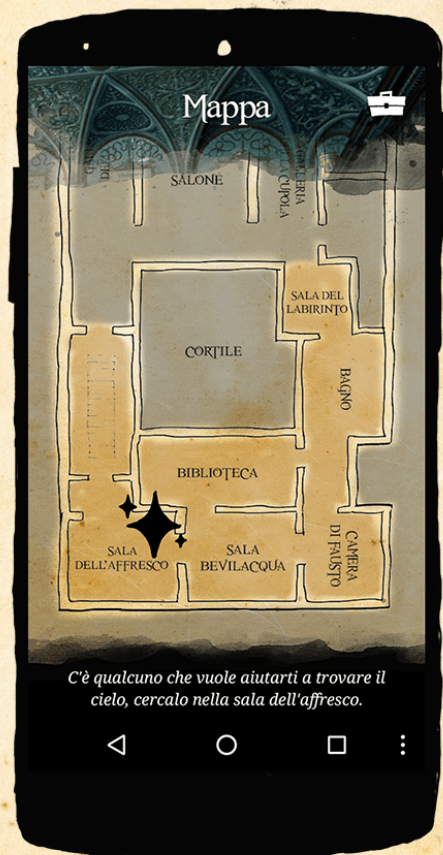 Mappa
SALONE
GALLERIA
CUPOLA
SALA DEL
LABIRINTO
CORTILE
BAGNO
BIBLIOTECA
SALA
DELL'AFFRESCO
SALA
BEVILACQUA
CAMERA
DI FAUSTO
C'è qualcuno che vuole aiutarti a trovare il
cielo, cercalo nella sala dell'affresco.